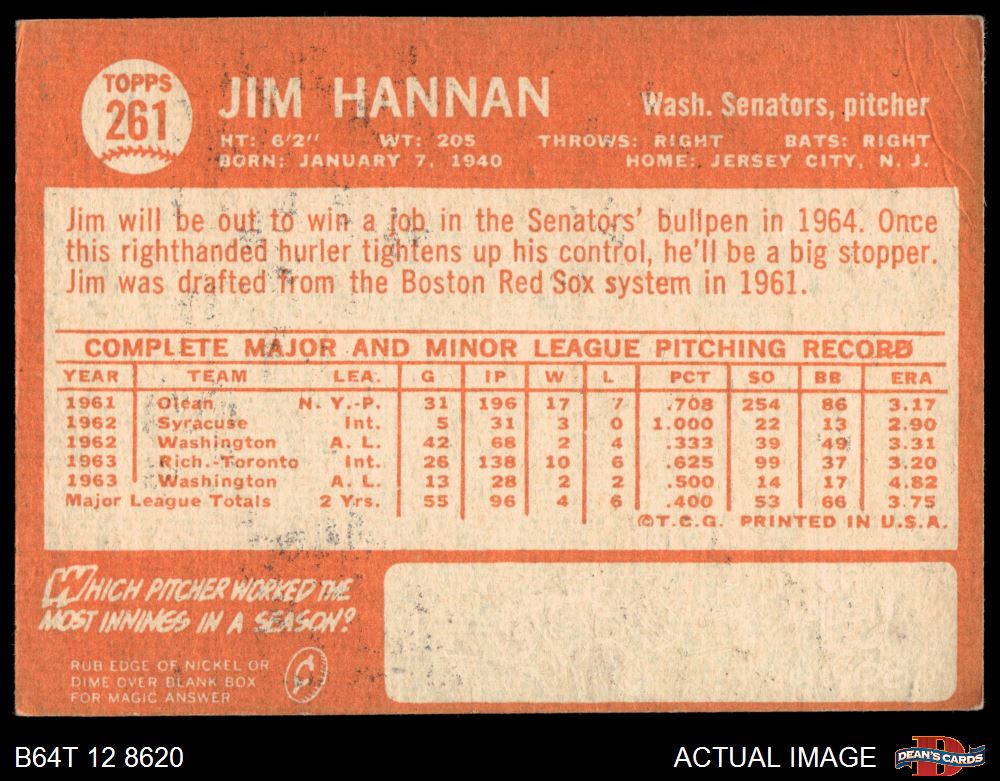 TOPPS
261
JIM HANNAN
Wash. Senators, pitcher
HT: 6'2" WT: 205 THROWS: RIGHT BATS: RIGHT
BORN: JANUARY 7, 1940 HOME: JERSEY CITY, N. J.
Jim will be out to win a job in the Senators' bullpen in 1964. Once
this righthanded hurler tightens up his control, he'll be a big stopper.
Jim was drafted from the Boston Red Sox system in 1961.
COMPLETE MAJOR AND MINOR LEAGUE PITCHING RECORD
YEAR TEAM LEA. G IP W L PCT SO BB ERA
1961 Olean N. Y.-P. 31 196 17 7 .708 254 86 3.17
1962 Syracuse Int. 5 31 3 0 1.000 22 13 2.90
1962 Washington A. L. 42 68 2 4 .333 39 49 3.31
1963 Rich.-Toronto Int. 26 138 10 6 .625 99 37 3.20
1963 Washington A. L. 13 28 2 2 .500 14 17 4.82
Major League Totals 2 Yrs. 55 96 4 6 .400 53 66 3.75
©T.C.G. PRINTED IN U.S.A.
WHICH PITCHER WORKED THE
MOST INNINGS IN A SEASON?
RUB EDGE OF NICKEL OR
DIME OVER BLANK BOX
FOR MAGIC ANSWER
B64T 12 8620
ACTUAL IMAGE
DEAN'S CARDS